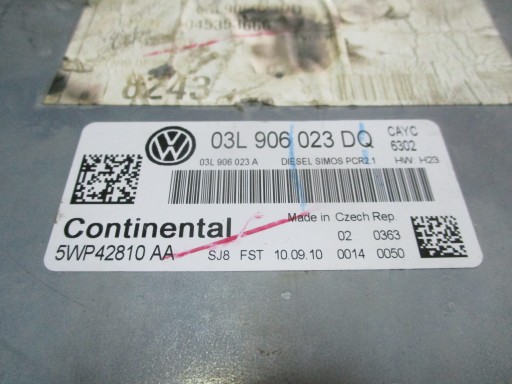 8243
03L 906 023 DQ CAYC 6302
03L 906 023 A DIESEL SIMOS PCR2.1 HW: H23
Continental Made in Czech Rep.
02 0363
5WP42810 AA SJ8 FST 10.09.10 0014 0050